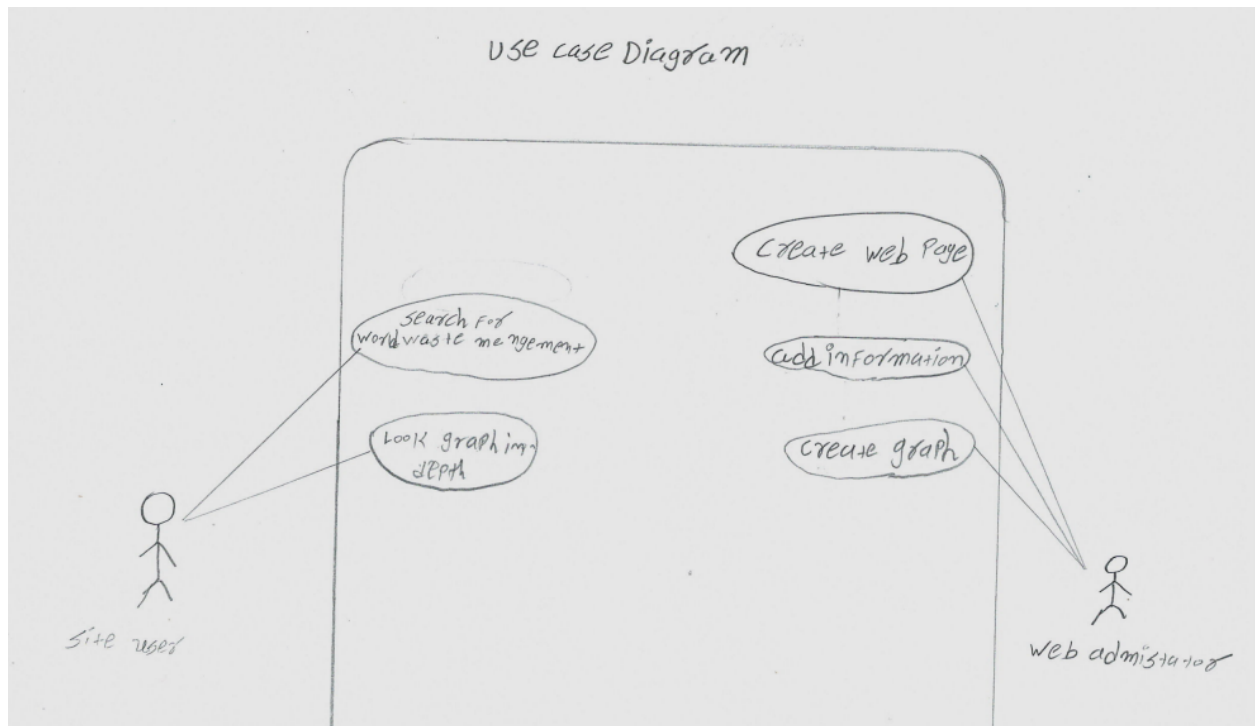 Use case Diagram
Create web Page
search For
word waste mengement
add information
Look graph in
depth
create graph
site user
web admistator